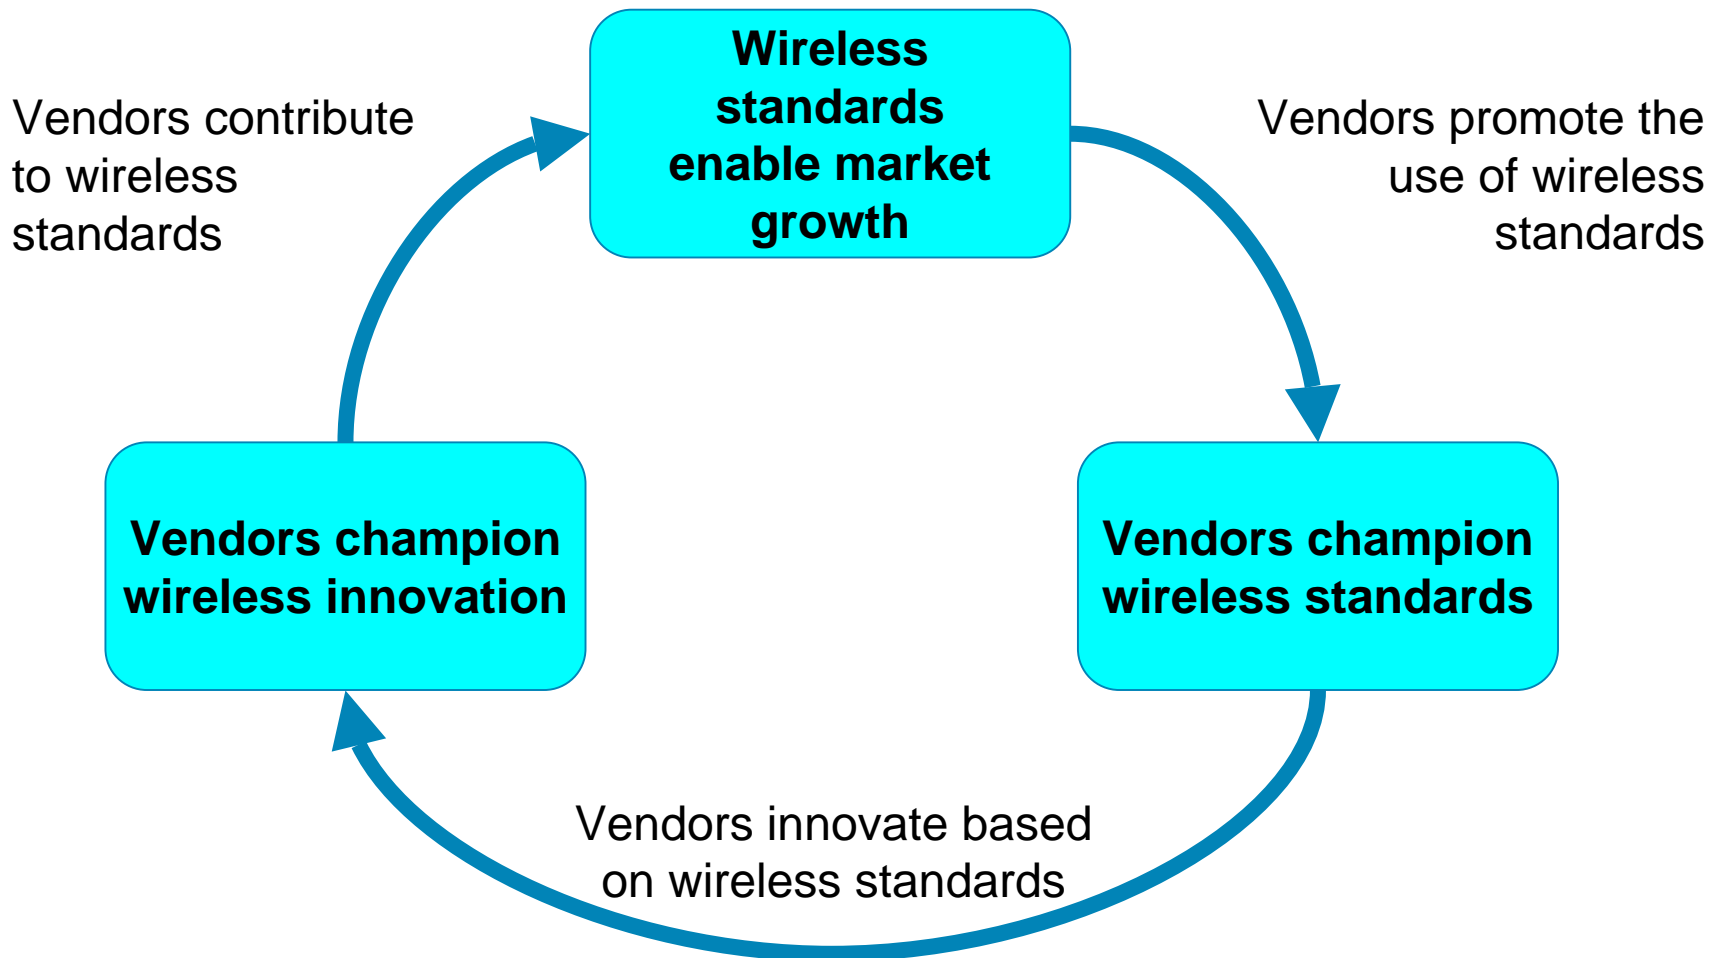 Wireless
standards
enable market
growth
Vendors contribute
to wireless
standards
Vendors promote the
use of wireless
standards
Vendors champion
wireless innovation
Vendors champion
wireless standards
Vendors innovate based
on wireless standards